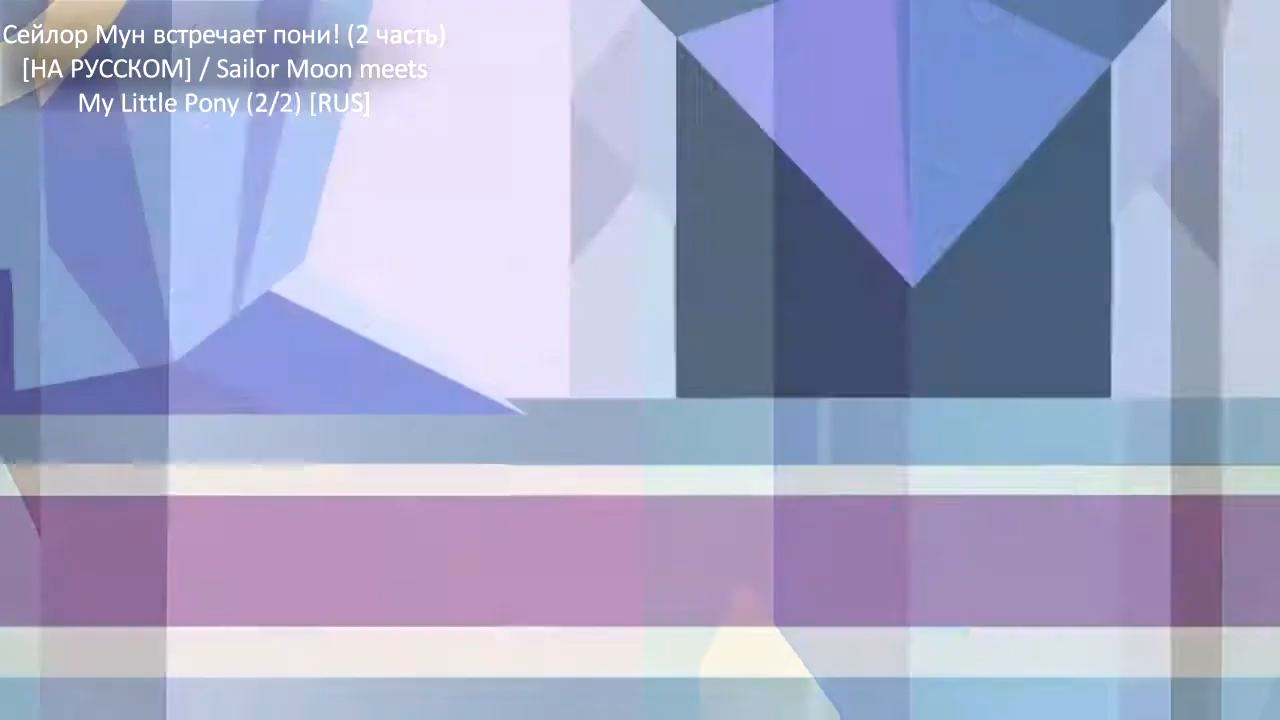 Сейлор Мун встречает пони! (2 часть)
[НА РУССКОМ] / Sailor Moon meets
My Little Pony (2/2) [RUS]